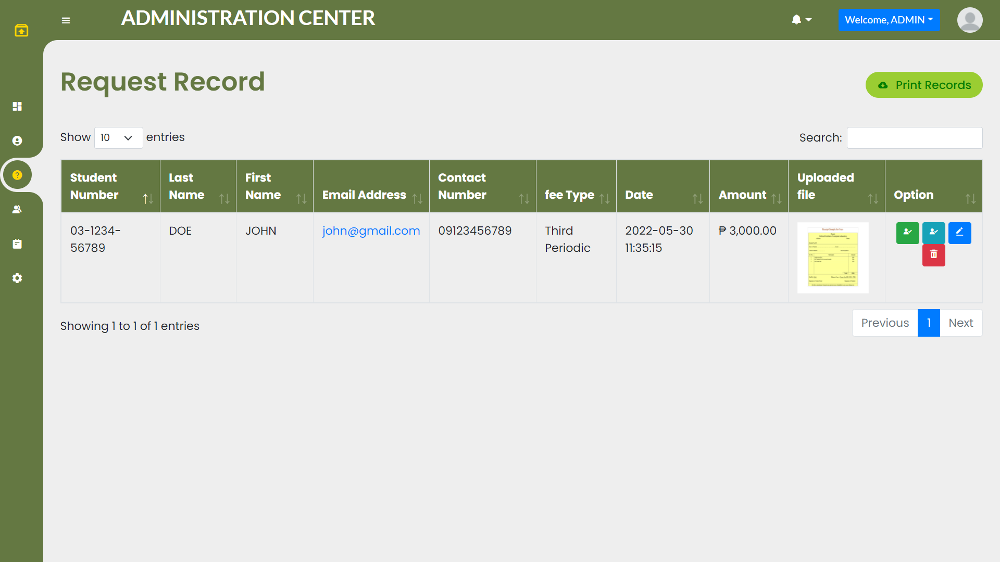 ADMINISTRATION CENTER
Welcome, ADMIN
Request Record
Print Records
Show 10 entries
Search:
Student Number
Last Name
First Name
Email Address
Contact Number
fee Type
Date
Amount
Uploaded file
Option
03-1234-
56789
DOE
JOHN
john@gmail.com
09123456789
Third
Periodic
2022-05-30
11:35:15
₱ 3,000.00
Showing 1 to 1 of 1 entries
Previous 1 Next